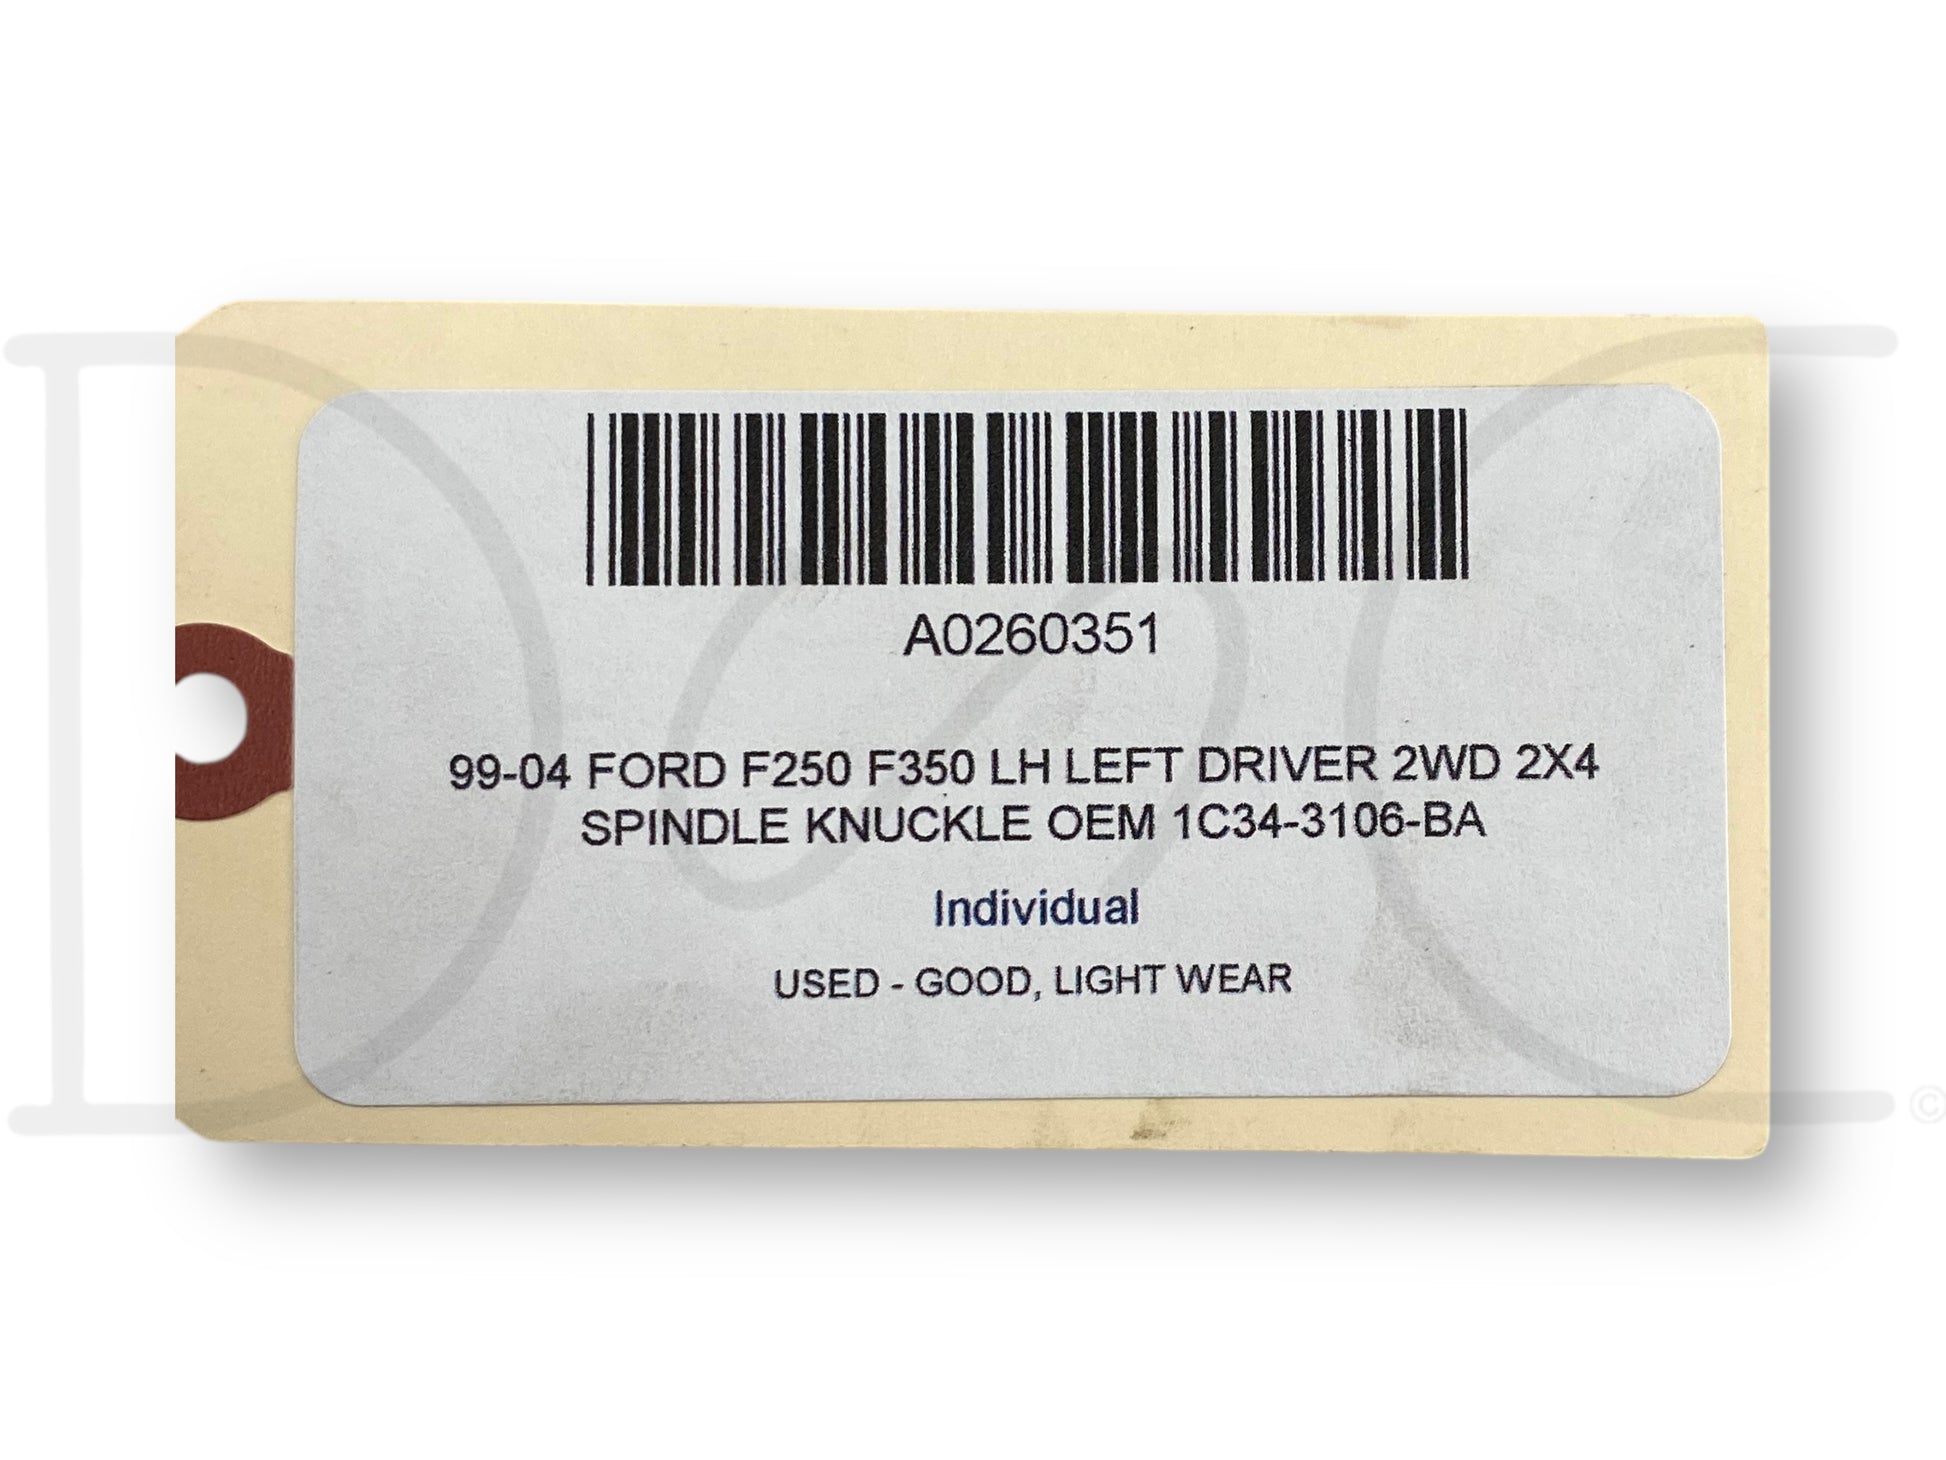 A0260351
99-04 FORD F250 F350 LH LEFT DRIVER 2WD 2X4
SPINDLE KNUCKLE OEM 1C34-3106-BA
Individual
USED - GOOD, LIGHT WEAR
©